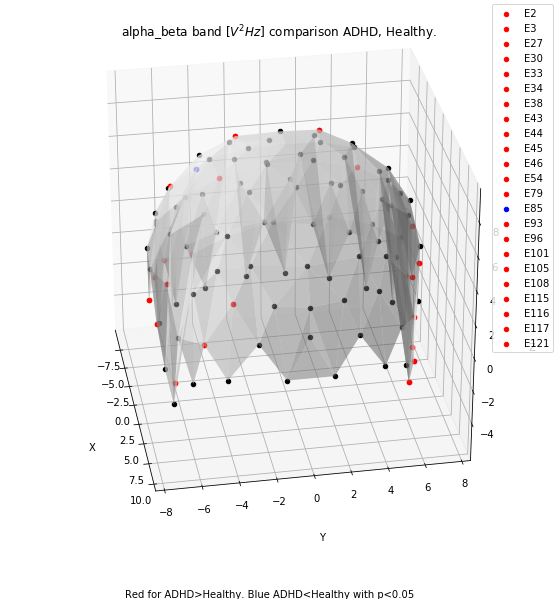 alpha_beta band [V²Hz] comparison ADHD, Healthy.
E2
E3
E27
E30
E33
E34
E38
E43
E44
E45
E46
E54
E79
E85
E93
E96
E101
E105
E108
E115
E116
E117
E121
8
6
4
2
0
−2
−4
−7.5
−5.0
−2.5
0.0
2.5
5.0
7.5
10.0
X
−8 −6 −4 −2 0 2 4 6 8
Y
Red for ADHD>Healthy. Blue ADHD<Healthy with p<0.05